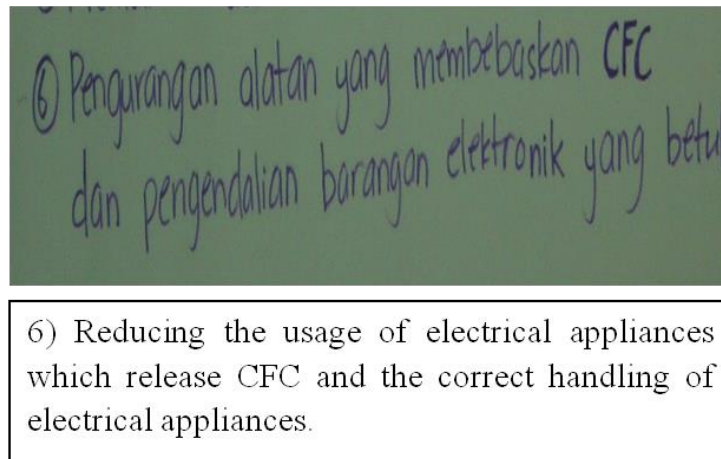 ⑥ Pengurangan alatan yang membebaskan CFC
dan pengendalian barangan elektronik yang betu
6) Reducing the usage of electrical appliances
which release CFC and the correct handling of
electrical appliances.